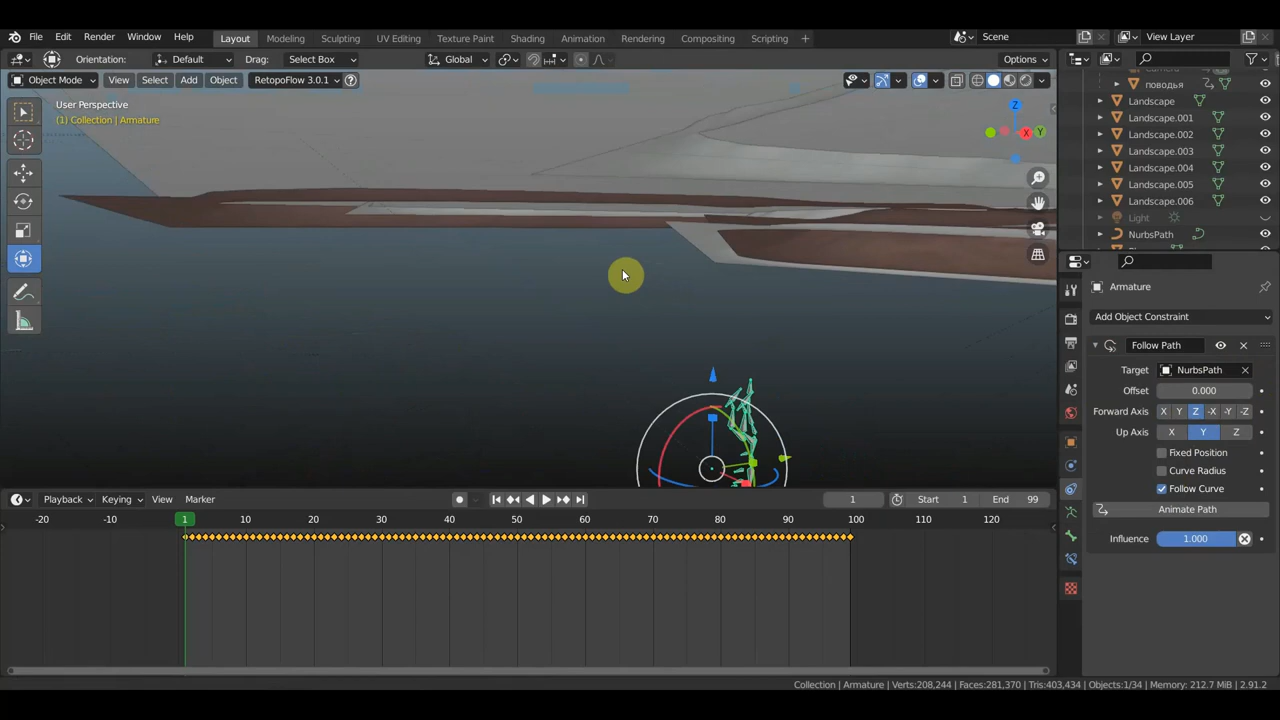 File Edit Render Window Help Layout Modeling Sculpting UV Editing Texture Paint Shading Animation Rendering Compositing Scripting + Scene View Layer
Orientation: Default Drag: Select Box Global Options
Object Mode View Select Add Object RetopoFlow 3.0.1
User Perspective
(1) Collection | Armature
Z
X Y
поводья
Landscape
Landscape.001
Landscape.002
Landscape.003
Landscape.004
Landscape.005
Landscape.006
Light
NurbsPath
Armature
Add Object Constraint
Follow Path
Target NurbsPath
Offset 0.000
Forward Axis X Y Z -X -Y -Z
Up Axis X Y Z
Fixed Position
Curve Radius
Follow Curve
Animate Path
Influence 1.000
Playback Keying View Marker 1 Start 1 End 99
-20 -10 1 10 20 30 40 50 60 70 80 90 100 110 120
Collection | Armature | Verts:208,244 | Faces:281,370 | Tris:403,434 | Objects:1/34 | Memory: 212.7 MiB | 2.91.2